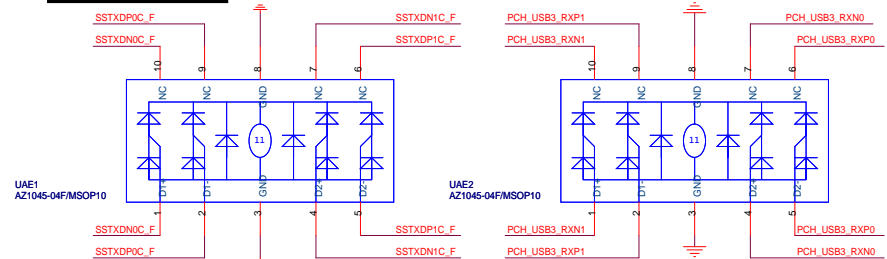 SSTXDP0C_F SSTXDN1C_F PCH_USB3_RXP1 PCH_USB3_RXN0
SSTXDN0C_F SSTXDP1C_F PCH_USB3_RXN1 PCH_USB3_RXP0
10 9 8 7 6 10 9 8 7 6
NC NC GND NC NC NC NC GND NC NC
11 11
UAE1 UAE2
AZ1045-04F/MSOP10 AZ1045-04F/MSOP10
D1+ D1- GND D2+ D2- D1+ D1- GND D2+ D2-
1 2 3 4 5 1 2 3 4 5
SSTXDN0C_F SSTXDP1C_F PCH_USB3_RXN1 PCH_USB3_RXP0
SSTXDP0C_F SSTXDN1C_F PCH_USB3_RXP1 PCH_USB3_RXN0